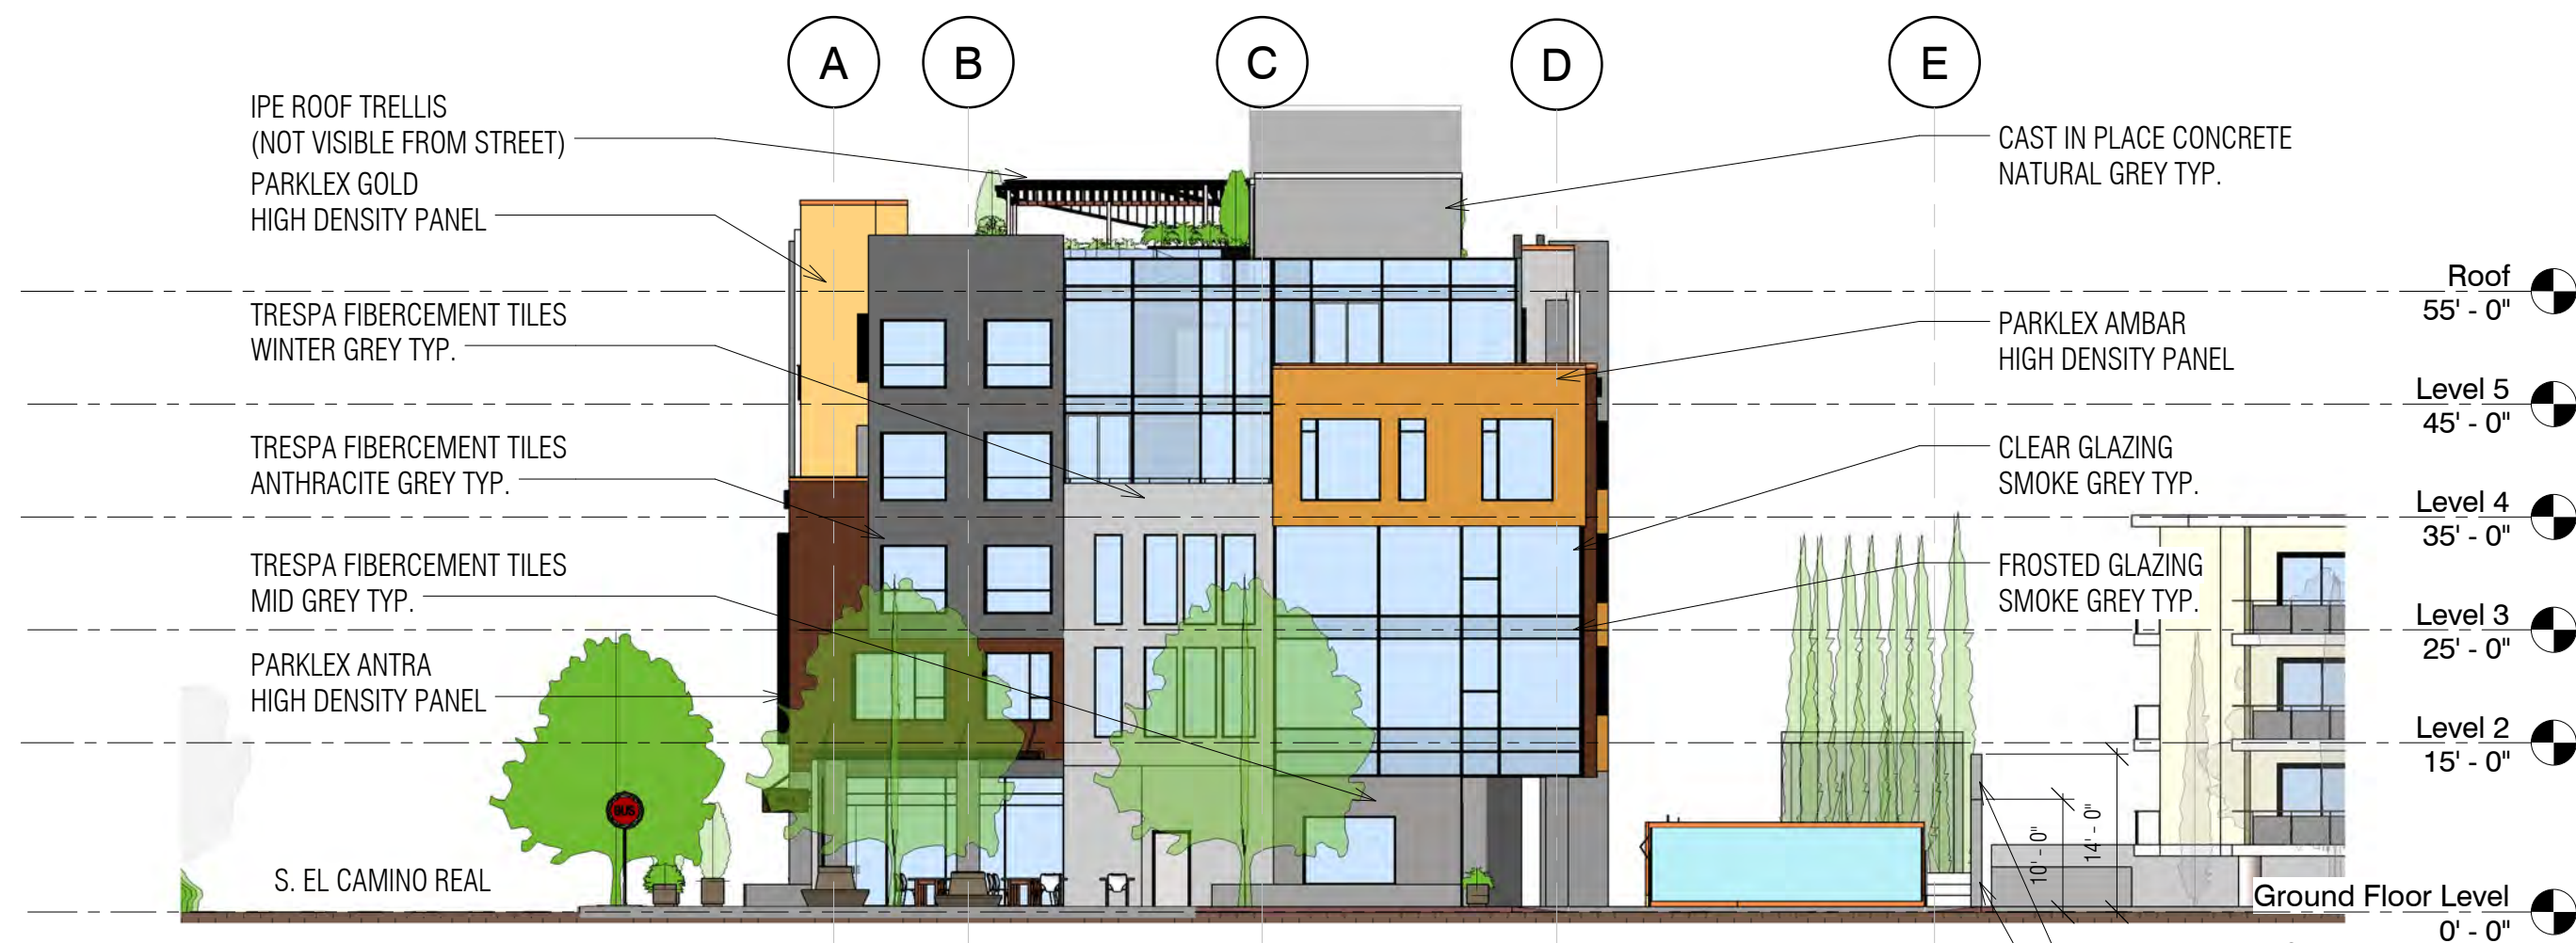 A B C D E
IPE ROOF TRELLIS
(NOT VISIBLE FROM STREET)
PARKLEX GOLD
HIGH DENSITY PANEL
TRESPA FIBERCEMENT TILES
WINTER GREY TYP.
TRESPA FIBERCEMENT TILES
ANTHRACITE GREY TYP.
TRESPA FIBERCEMENT TILES
MID GREY TYP.
PARKLEX ANTRA
HIGH DENSITY PANEL
S. EL CAMINO REAL
BUS
CAST IN PLACE CONCRETE
NATURAL GREY TYP.
PARKLEX AMBAR
HIGH DENSITY PANEL
CLEAR GLAZING
SMOKE GREY TYP.
FROSTED GLAZING
SMOKE GREY TYP.
10' - 0"
14' - 0"
Roof
55' - 0"
Level 5
45' - 0"
Level 4
35' - 0"
Level 3
25' - 0"
Level 2
15' - 0"
Ground Floor Level
0' - 0"